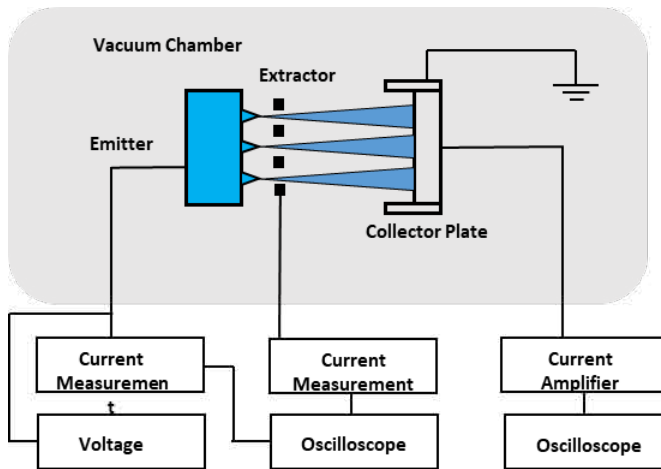 Vacuum Chamber
Extractor
Emitter
Collector Plate
Current
Measuremen
t
Voltage
Current
Measurement
Oscilloscope
Current
Amplifier
Oscilloscope